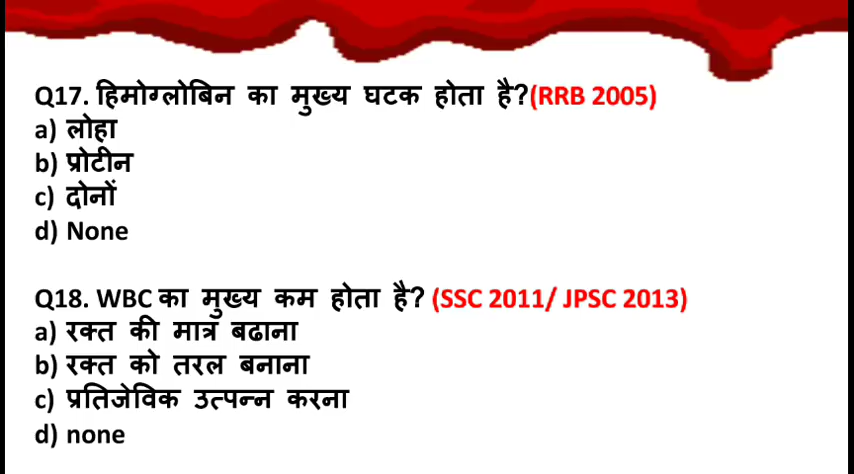 Q17. हिमोग्लोबिन का मुख्य घटक होता है?(RRB 2005)
a) लोहा
b) प्रोटीन
c) दोनों
d) None
Q18. WBC का मुख्य कम होता है? (SSC 2011/ JPSC 2013)
a) रक्त की मात्र बढाना
b) रक्त को तरल बनाना
c) प्रतिजेविक उत्पन्न करना
d) none